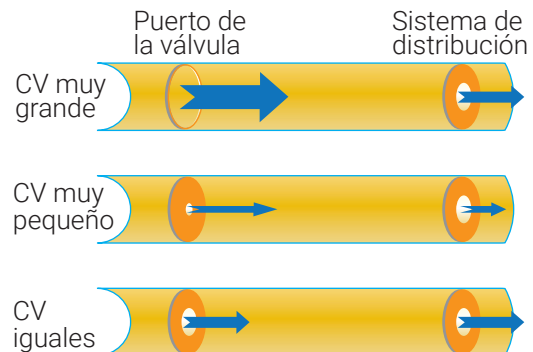 Puerto de
la válvula
Sistema de
distribución
CV muy
grande
CV muy
pequeño
CV
iguales